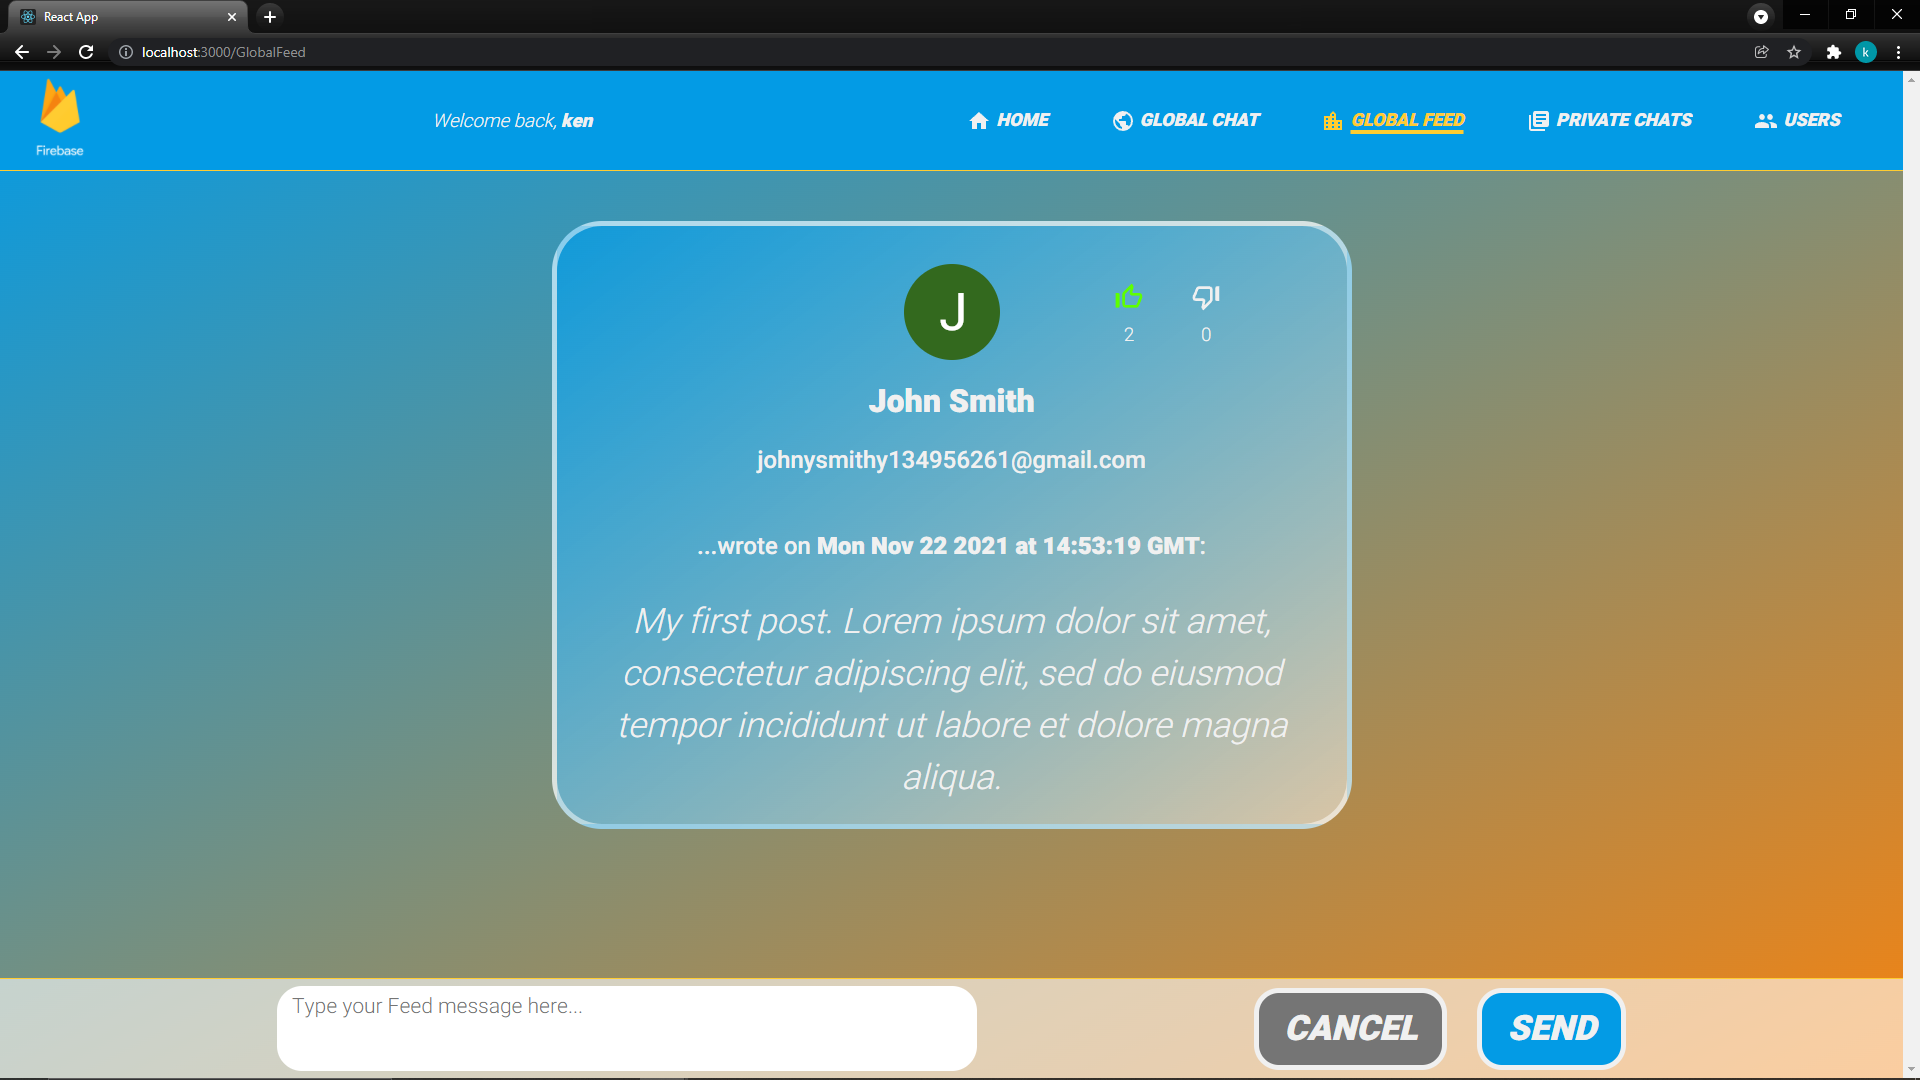 React App
localhost:3000/GlobalFeed
k
Firebase
Welcome back, ken
HOME
GLOBAL CHAT
GLOBAL FEED
PRIVATE CHATS
USERS
J
2
0
John Smith
johnysmithy134956261@gmail.com
...wrote on Mon Nov 22 2021 at 14:53:19 GMT:
My first post. Lorem ipsum dolor sit amet,
consectetur adipiscing elit, sed do eiusmod
tempor incididunt ut labore et dolore magna
aliqua.
Type your Feed message here...
CANCEL
SEND